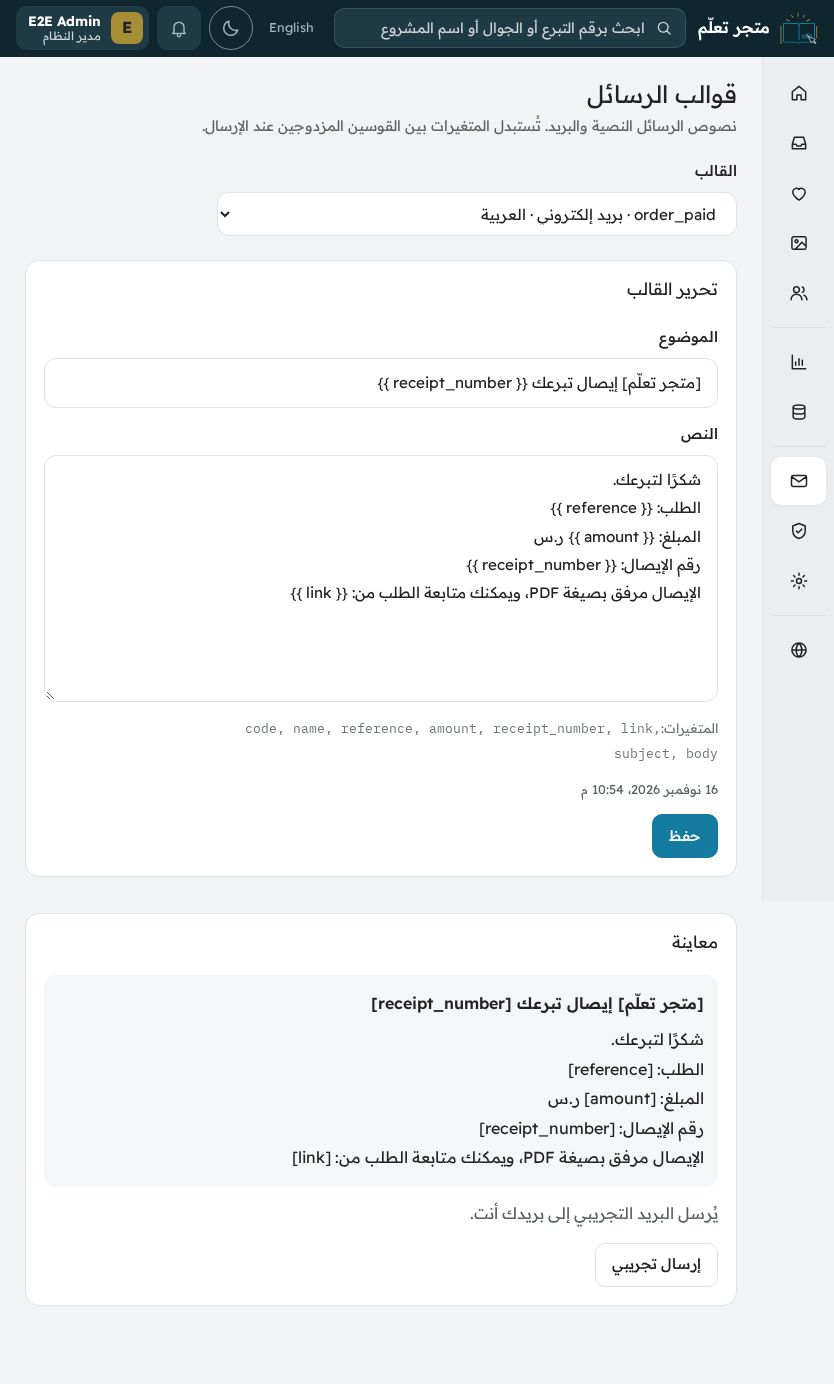 متجر تعلّم
ابحث برقم التبرع أو الجوال أو اسم المشروع
English
E
E2E Admin
مدير النظام
قوالب الرسائل
نصوص الرسائل النصية والبريد. تُستبدل المتغيرات بين القوسين المزدوجين عند الإرسال.
القالب
order_paid · بريد إلكتروني · العربية
تحرير القالب
الموضوع
[متجر تعلّم] إيصال تبرعك {{ receipt_number }}
النص
شكرًا لتبرعك.
الطلب: {{ reference }}
المبلغ: {{ amount }} ر.س
رقم الإيصال: {{ receipt_number }}
الإيصال مرفق بصيغة PDF، ويمكنك متابعة الطلب من: {{ link }}
المتغيرات: code, name, reference, amount, receipt_number, link,
subject, body
16 نوفمبر 2026، 10:54 م
حفظ
معاينة
[متجر تعلّم] إيصال تبرعك [receipt_number]
شكرًا لتبرعك.
الطلب: [reference]
المبلغ: [amount] ر.س
رقم الإيصال: [receipt_number]
الإيصال مرفق بصيغة PDF، ويمكنك متابعة الطلب من: [link]
يُرسل البريد التجريبي إلى بريدك أنت.
إرسال تجريبي